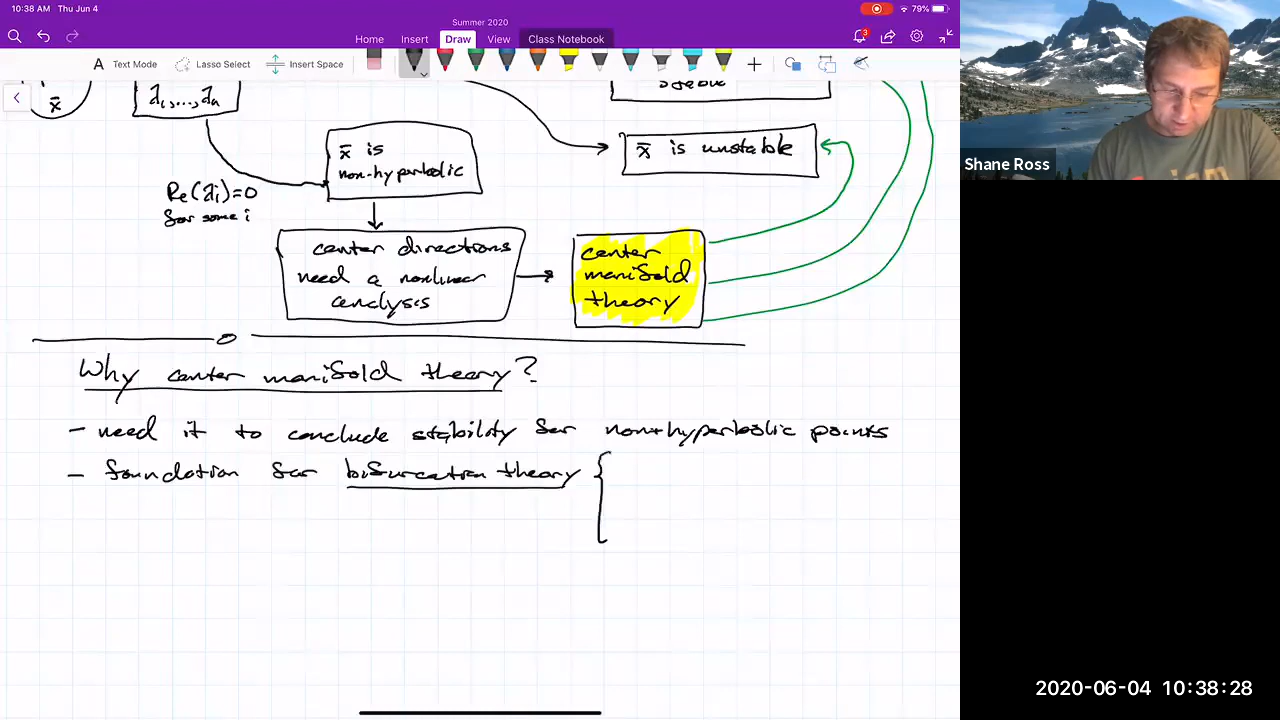 10:38 AM Thu Jun 4
79%
Summer 2020
Home Insert Draw View Class Notebook
3
Text Mode
Lasso Select
Insert Space
x̄
λ₁,...,λₙ
stable
x̄ is
non-hyperbolic
x̄ is unstable
Re(λᵢ)=0
for some i
center directions
need a nonlinear
analysis
center
manifold
theory
Why center manifold theory?
- need it to conclude stability for non-hyperbolic points
- foundation for bifurcation theory {
Shane Ross
2020-06-04 10:38:28